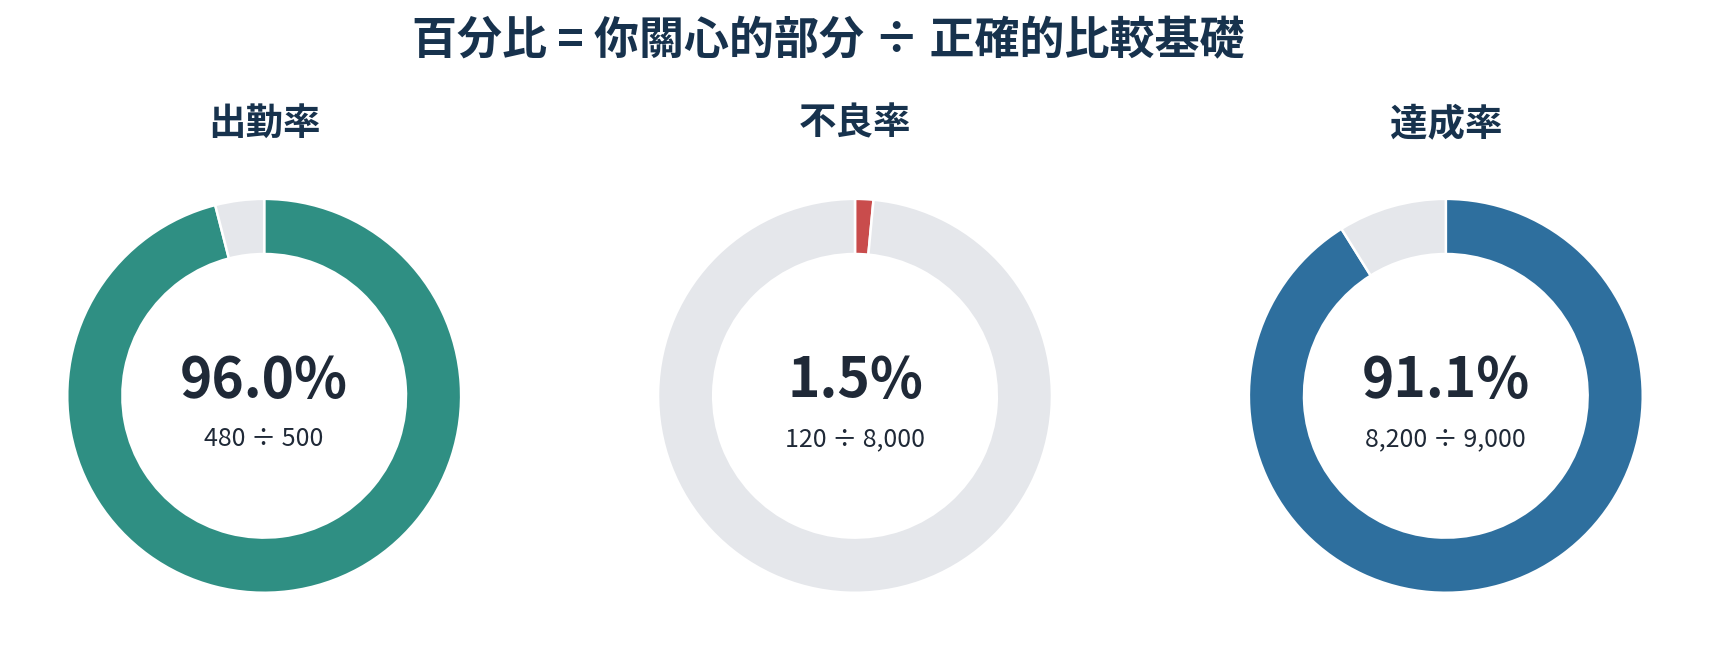 百分比 = 你關心的部分 ÷ 正確的比較基礎
出勤率
不良率
達成率
96.0%
480 ÷ 500
1.5%
120 ÷ 8,000
91.1%
8,200 ÷ 9,000